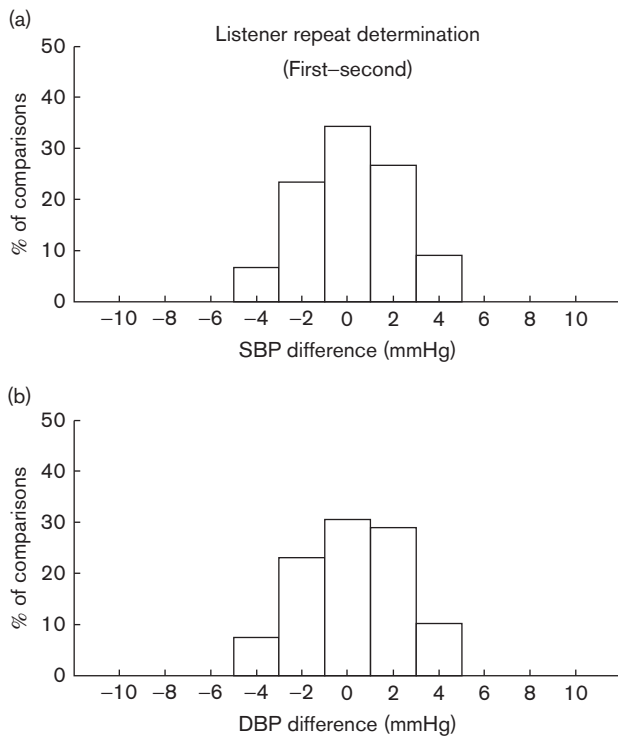 (a)
Listener repeat determination
(First–second)
50
40
30
20
10
0
% of comparisons
−10 −8 −6 −4 −2 0 2 4 6 8 10
SBP difference (mmHg)
(b)
50
40
30
20
10
0
% of comparisons
−10 −8 −6 −4 −2 0 2 4 6 8 10
DBP difference (mmHg)